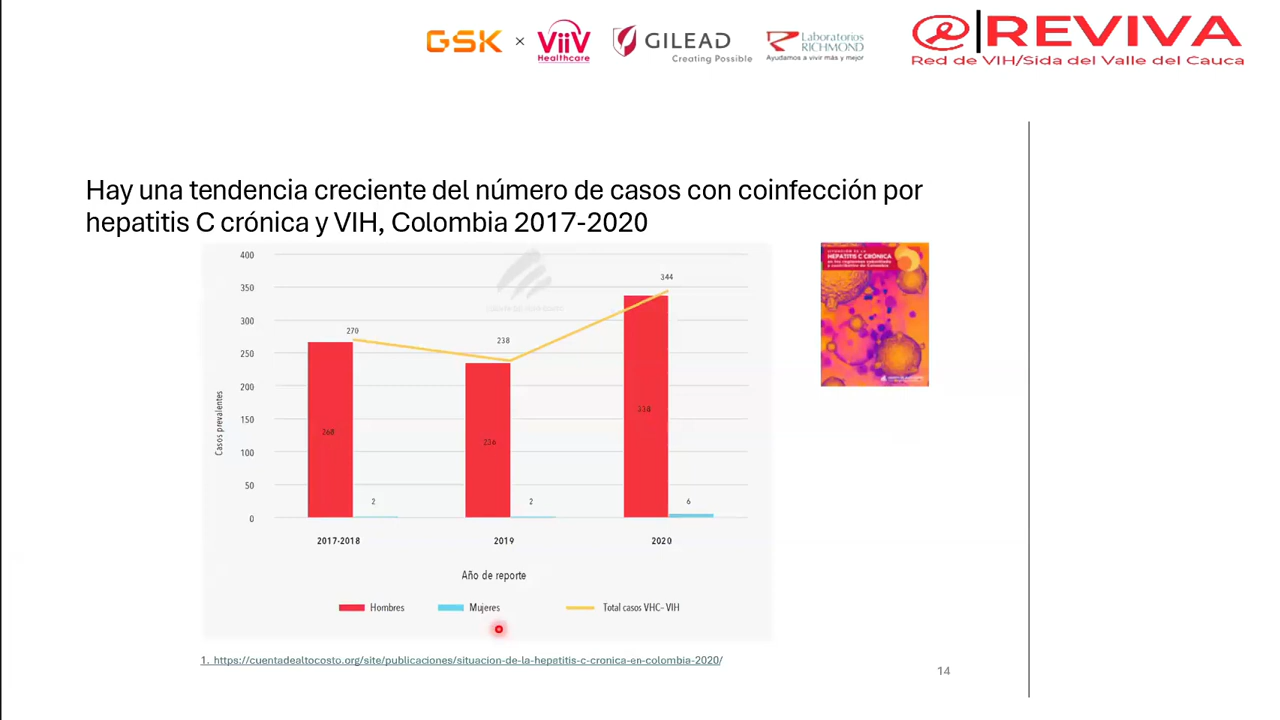 GSK × ViiV Healthcare
GILEAD
Creating Possible
Laboratorios
RICHMOND
Ayudamos a vivir más y mejor
REVIVA
Red de VIH/Sida del Valle del Cauca
Hay una tendencia creciente del número de casos con coinfección por
hepatitis C crónica y VIH, Colombia 2017-2020
HEPATITIS C CRÓNICA
Casos prevalentes
400
350
300
250
200
150
100
50
0
270
238
344
268
236
338
2
2
6
2017-2018
2019
2020
Año de reporte
Hombres
Mujeres
Total casos VHC- VIH
1. https://cuentadealtocosto.org/site/publicaciones/situacion-de-la-hepatitis-c-cronica-en-colombia-2020/
14